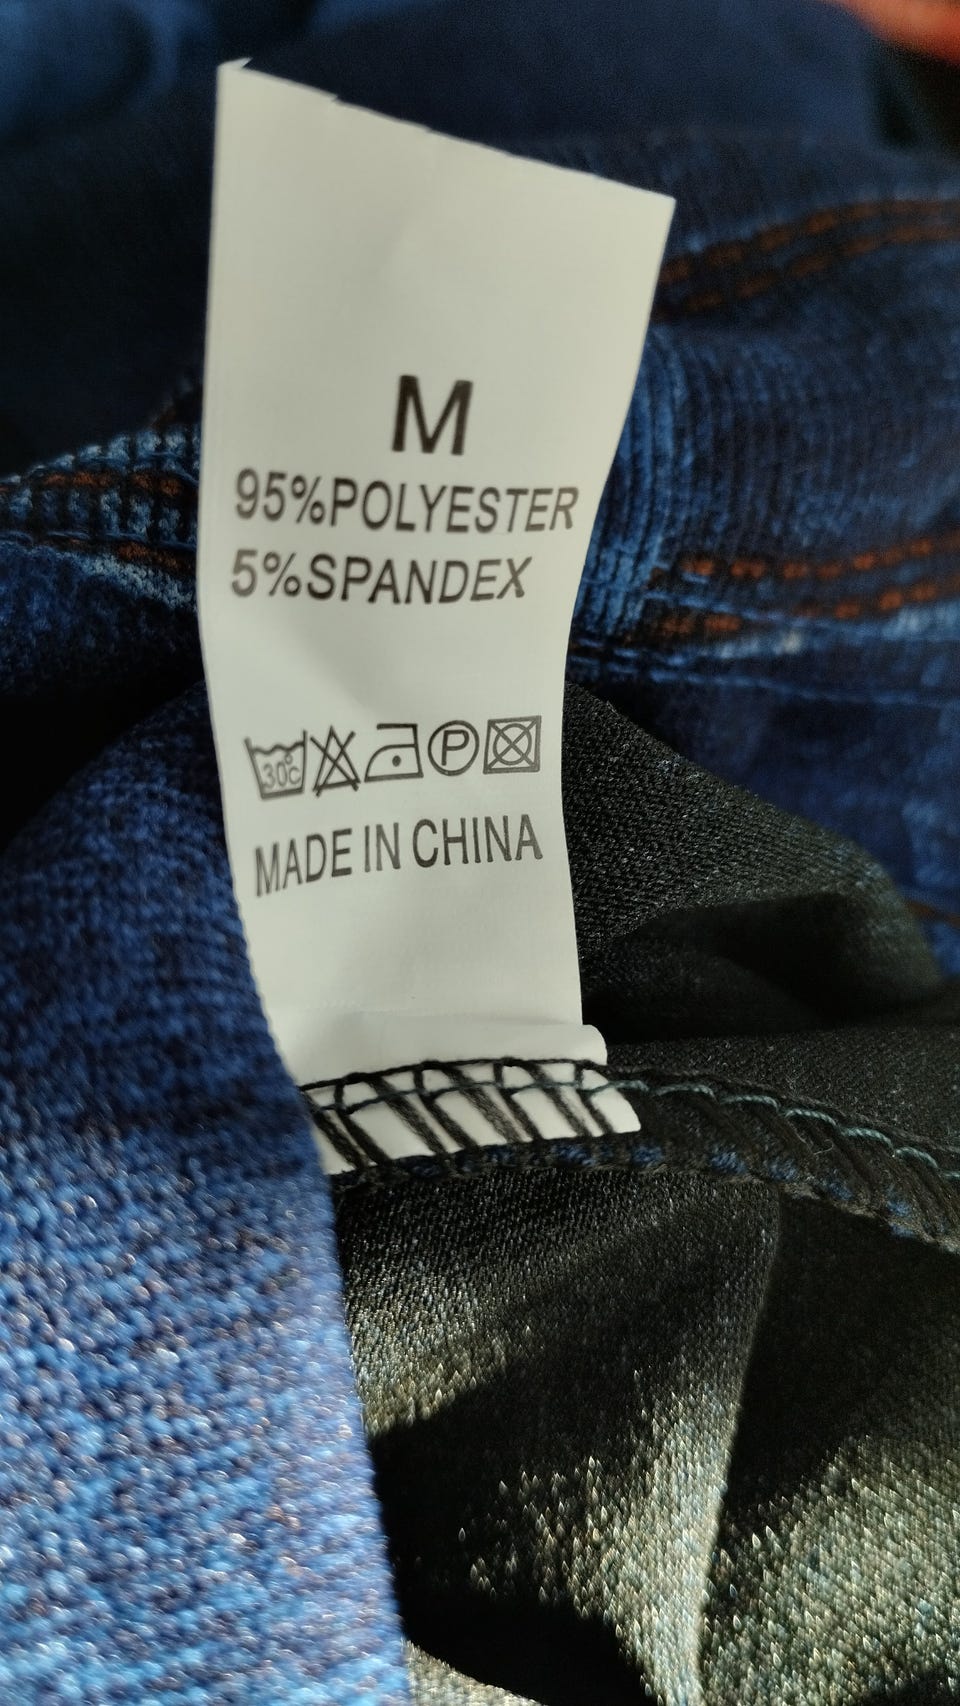 M
95%POLYESTER
5%SPANDEX
30°C P
MADE IN CHINA